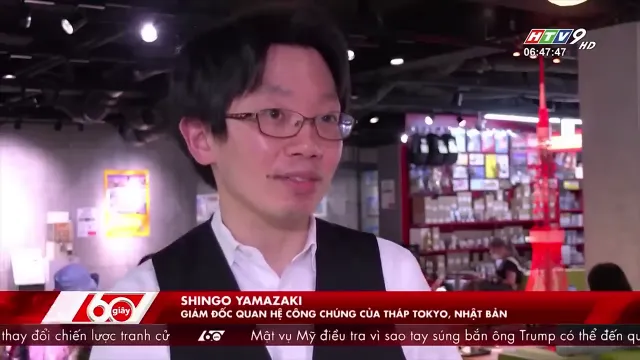 HTV9 HD
06:47:47
SHINGO YAMAZAKI
60 giây
GIÁM ĐỐC QUAN HỆ CÔNG CHÚNG CỦA THÁP TOKYO, NHẬT BẢN
thay đổi chiến lược tranh cử 60giây Mật vụ Mỹ điều tra vì sao tay súng bắn ông Trump có thể đến qu